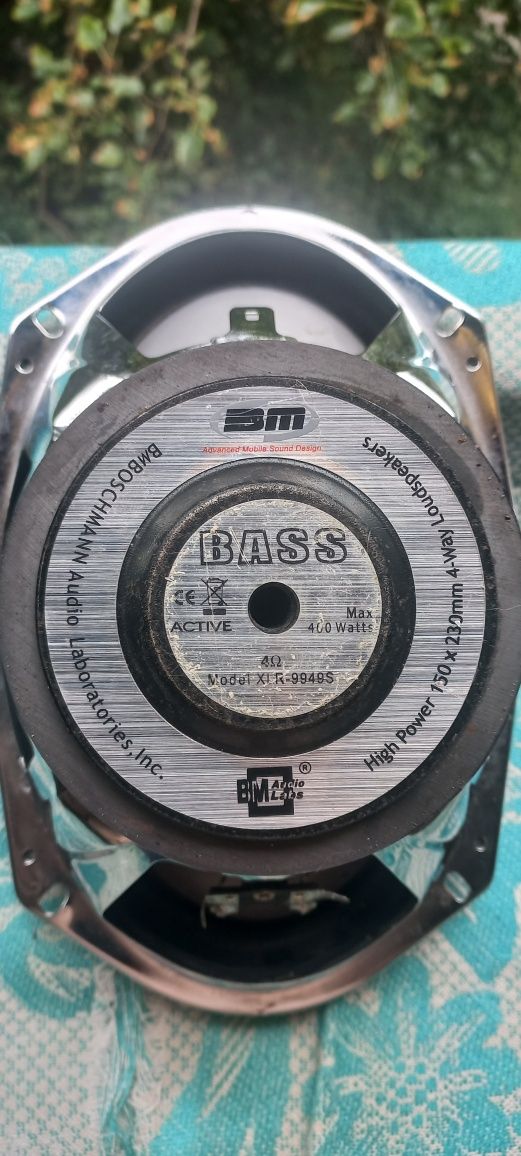 BM
Advanced Mobile Sound Design
BMBOSCHMANN Audio Laboratories, Inc.
High Power 150 x 230mm 4-Way Loudspeakers
BASS
CE
ACTIVE
Max
400 Watts
4Ω
Model XLR-9949S
BM Audio Labs ®